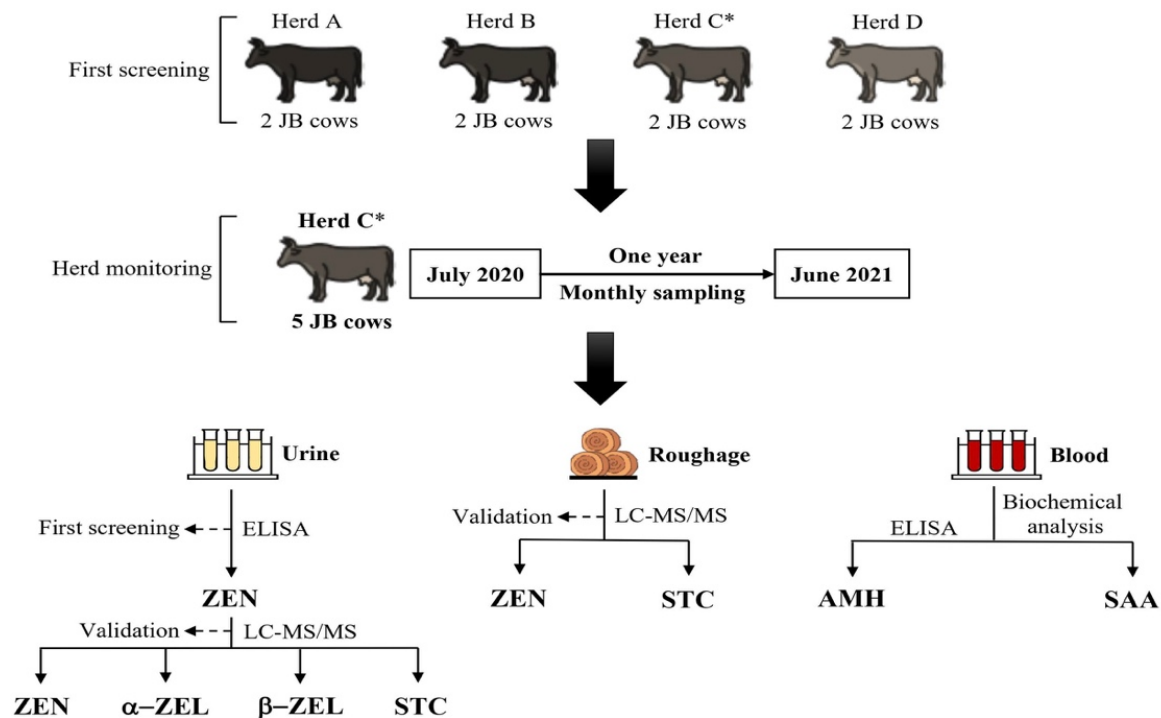 Herd A
Herd B
Herd C*
Herd D
First screening
2 JB cows
2 JB cows
2 JB cows
2 JB cows
Herd C*
Herd monitoring
July 2020
One year
Monthly sampling
June 2021
5 JB cows
Urine
Roughage
Blood
First screening
ELISA
Validation
LC-MS/MS
ELISA
Biochemical
analysis
ZEN
ZEN
STC
AMH
SAA
Validation
LC-MS/MS
ZEN
α–ZEL
β–ZEL
STC